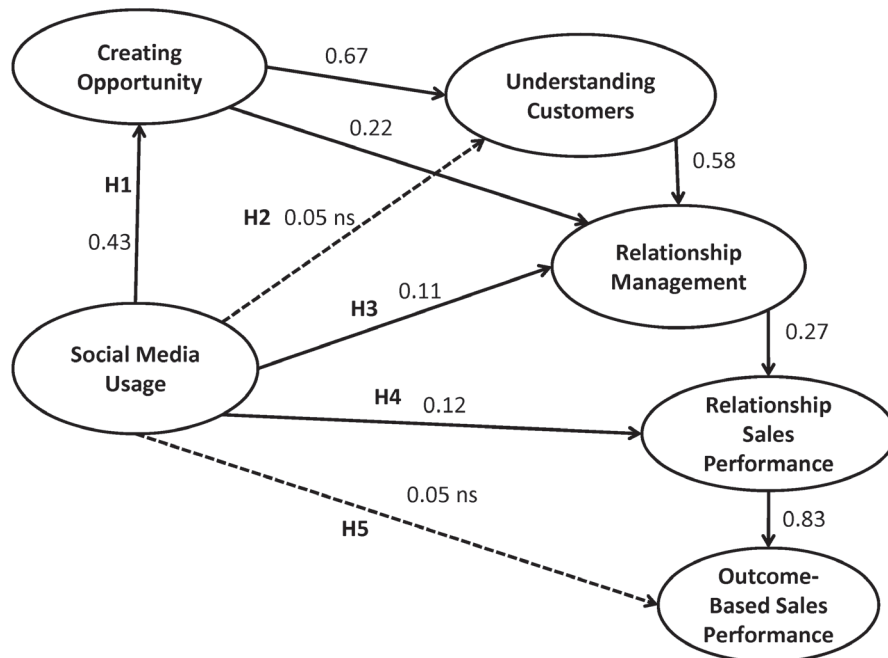 Creating
Opportunity
0.67
Understanding
Customers
0.22
0.58
H1
0.43
H2 0.05 ns
Relationship
Management
H3
0.11
Social Media
Usage
0.27
H4
0.12
Relationship
Sales
Performance
0.05 ns
H5
0.83
Outcome-
Based Sales
Performance